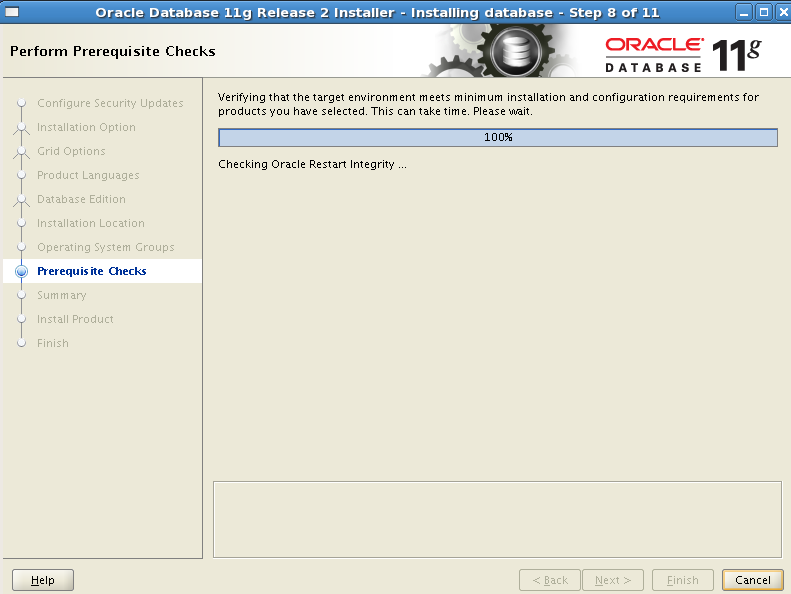 Oracle Database 11g Release 2 Installer - Installing database - Step 8 of 11
Perform Prerequisite Checks
ORACLE
DATABASE
11g
Configure Security Updates
Installation Option
Grid Options
Product Languages
Database Edition
Installation Location
Operating System Groups
Prerequisite Checks
Summary
Install Product
Finish
Verifying that the target environment meets minimum installation and configuration requirements for
products you have selected. This can take time. Please wait.
100%
Checking Oracle Restart Integrity ...
Help
< Back
Next >
Finish
Cancel